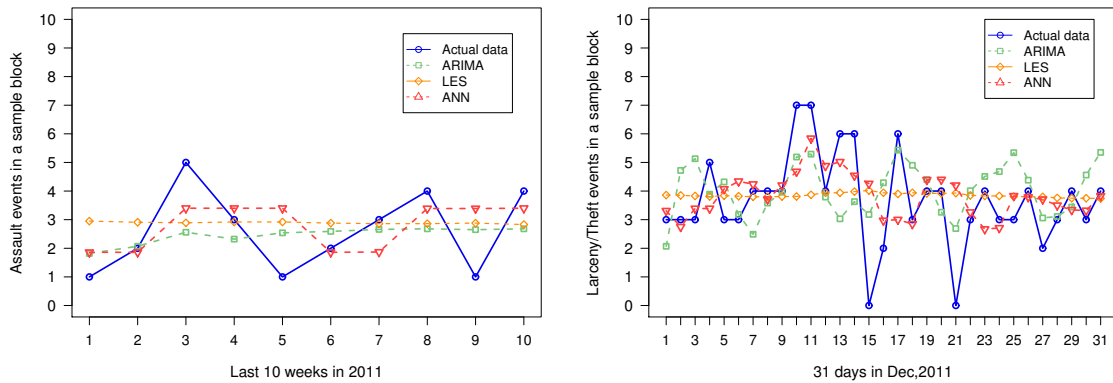 Assault events in a sample block
10
9
8
7
6
5
4
3
2
1
0
Actual data
ARIMA
LES
ANN
1 2 3 4 5 6 7 8 9 10
Last 10 weeks in 2011
Larceny/Theft events in a sample block
10
9
8
7
6
5
4
3
2
1
0
Actual data
ARIMA
LES
ANN
1 3 5 7 9 11 13 15 17 19 21 23 25 27 29 31
31 days in Dec,2011